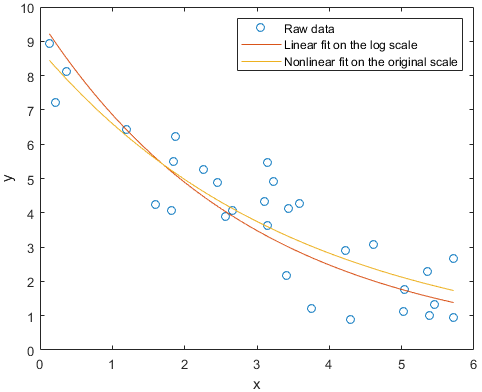 10
9
8
7
6
5
4
3
2
1
0
y
Raw data
Linear fit on the log scale
Nonlinear fit on the original scale
0 1 2 3 4 5 6
x